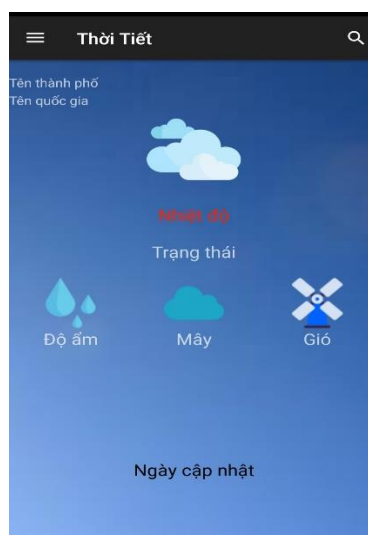 Thời Tiết
Tên thành phố
Tên quốc gia
Nhiệt độ
Trạng thái
Độ ẩm
Mây
Gió
Ngày cập nhật